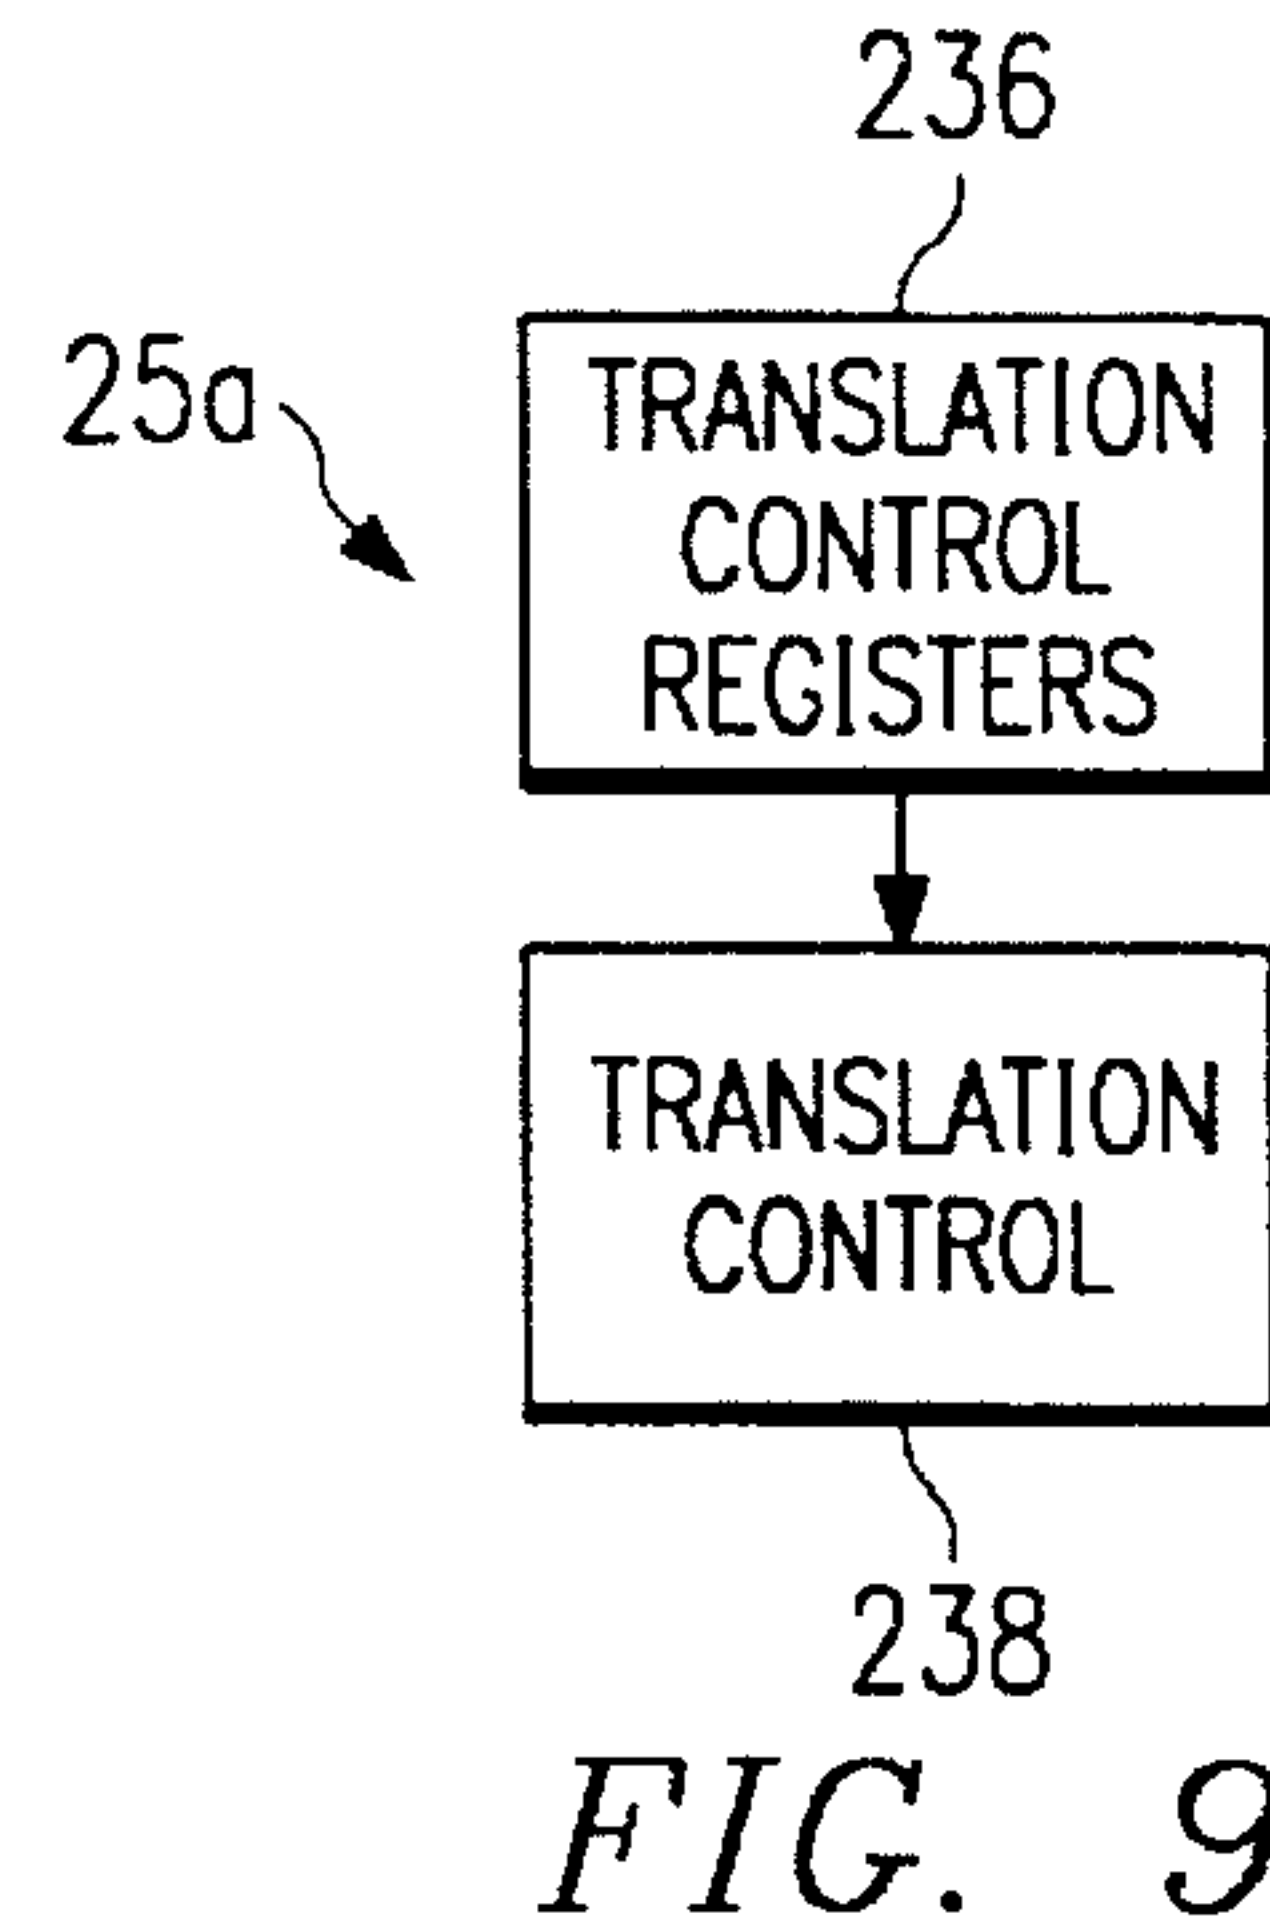 236
25a
TRANSLATION
CONTROL
REGISTERS
TRANSLATION
CONTROL
238
FIG. 9